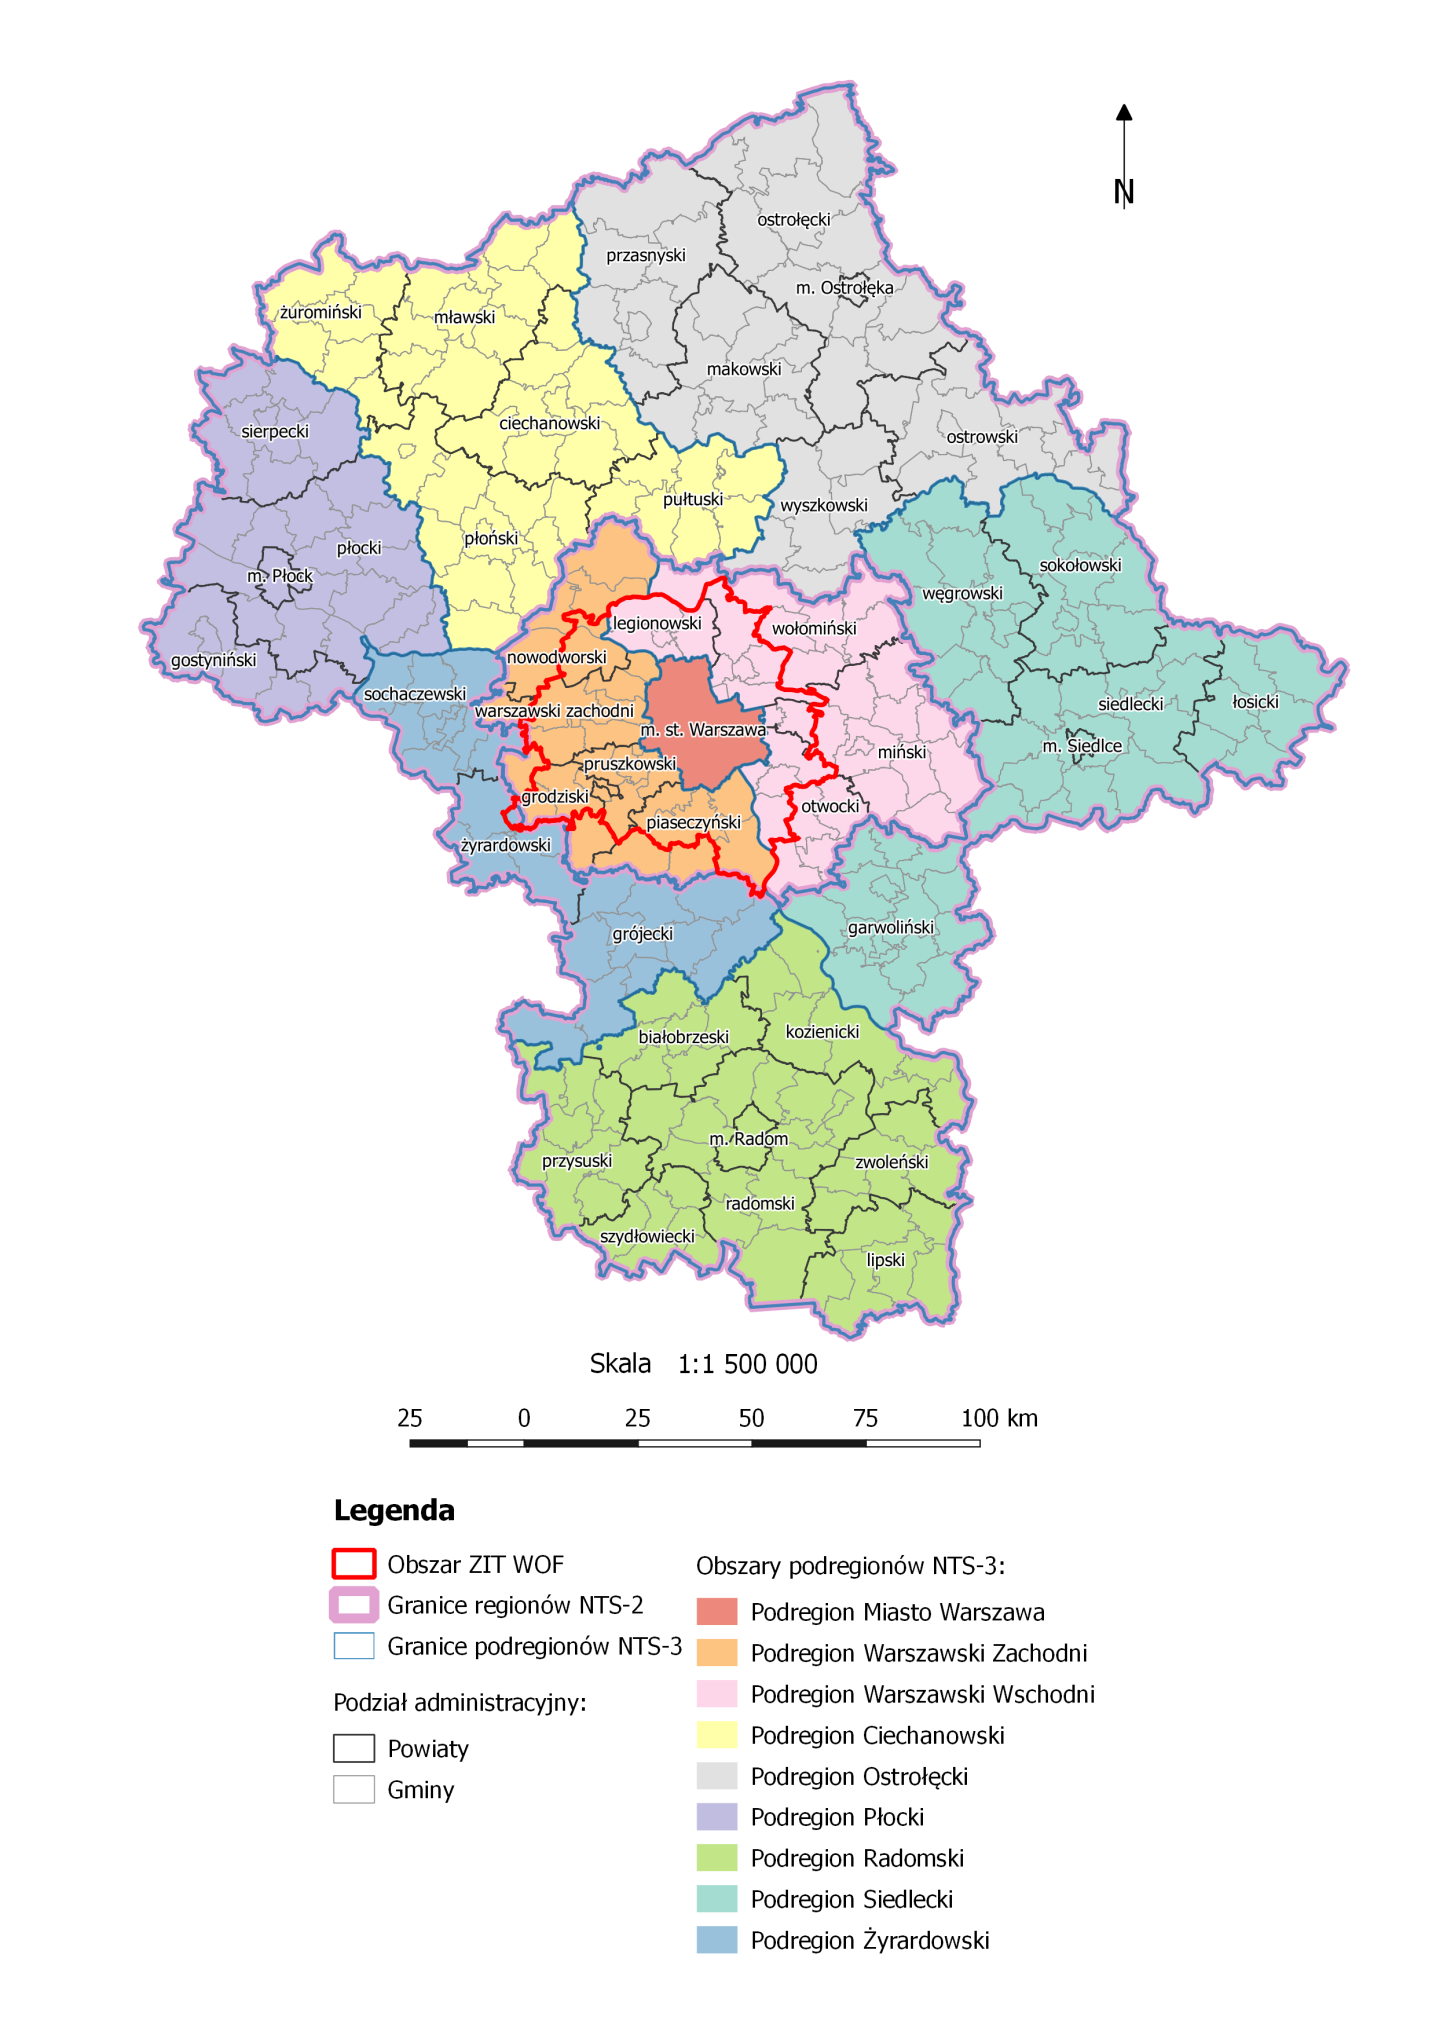 N
ostrołęcki
przasnyski
m. Ostrołęka
żuromiński
mławski
makowski
ciechanowski
sierpecki
ostrowski
pułtuski
wyszkowski
płoński
płocki
sokołowski
m. Płock
węgrowski
legionowski
wołomiński
nowodworski
gostyniński
sochaczewski
siedlecki
łosicki
warszawski zachodni
m. st. Warszawa
m. Siedlce
miński
pruszkowski
grodziski
otwocki
piaseczyński
żyrardowski
garwoliński
grójecki
białobrzeski
kozienicki
m. Radom
przysuski
zwoleński
radomski
szydłowiecki
lipski
Skala 1:1 500 000
25 0 25 50 75 100 km
Legenda
Obszar ZIT WOF
Granice regionów NTS-2
Granice podregionów NTS-3
Podział administracyjny:
Powiaty
Gminy
Obszary podregionów NTS-3:
Podregion Miasto Warszawa
Podregion Warszawski Zachodni
Podregion Warszawski Wschodni
Podregion Ciechanowski
Podregion Ostrołęcki
Podregion Płocki
Podregion Radomski
Podregion Siedlecki
Podregion Żyrardowski